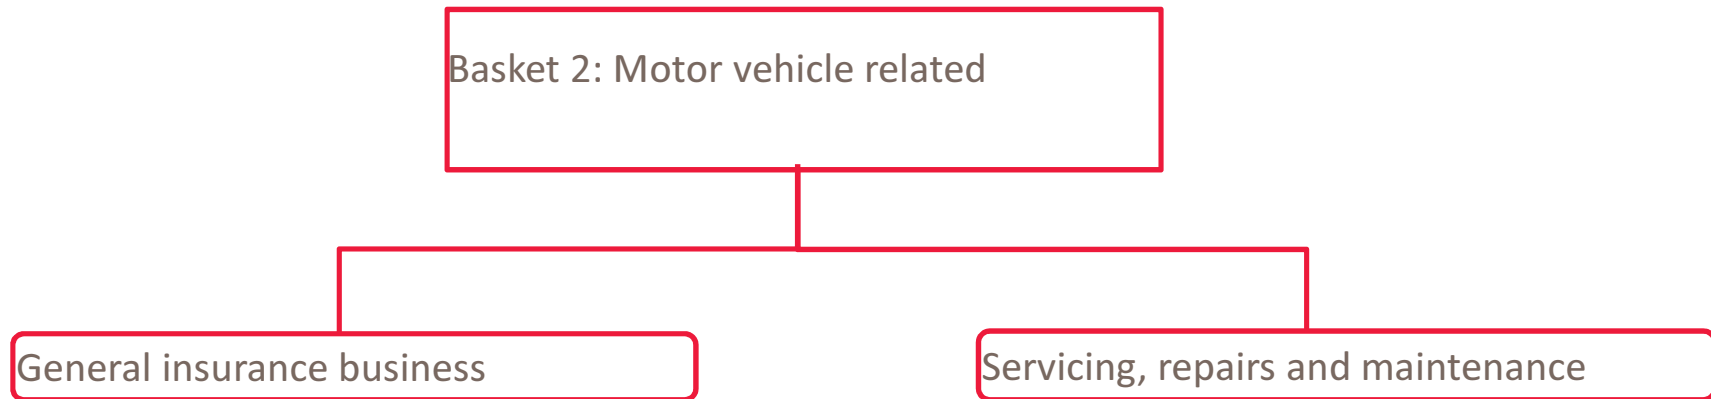 Basket 2: Motor vehicle related
General insurance business
Servicing, repairs and maintenance